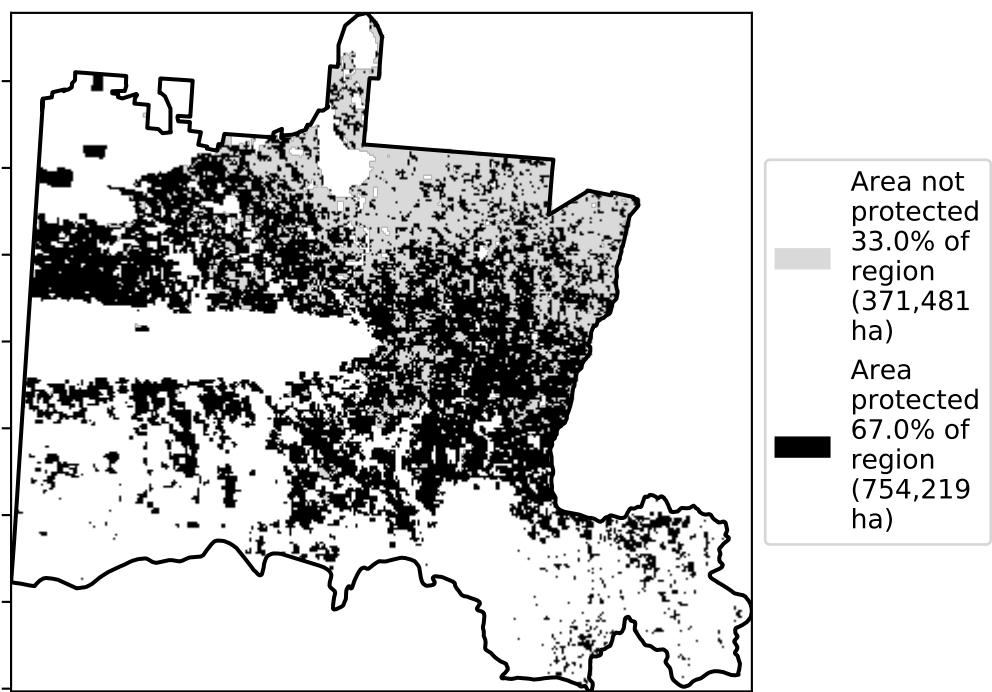 Area not
protected
33.0% of
region
(371,481
ha)
Area
protected
67.0% of
region
(754,219
ha)